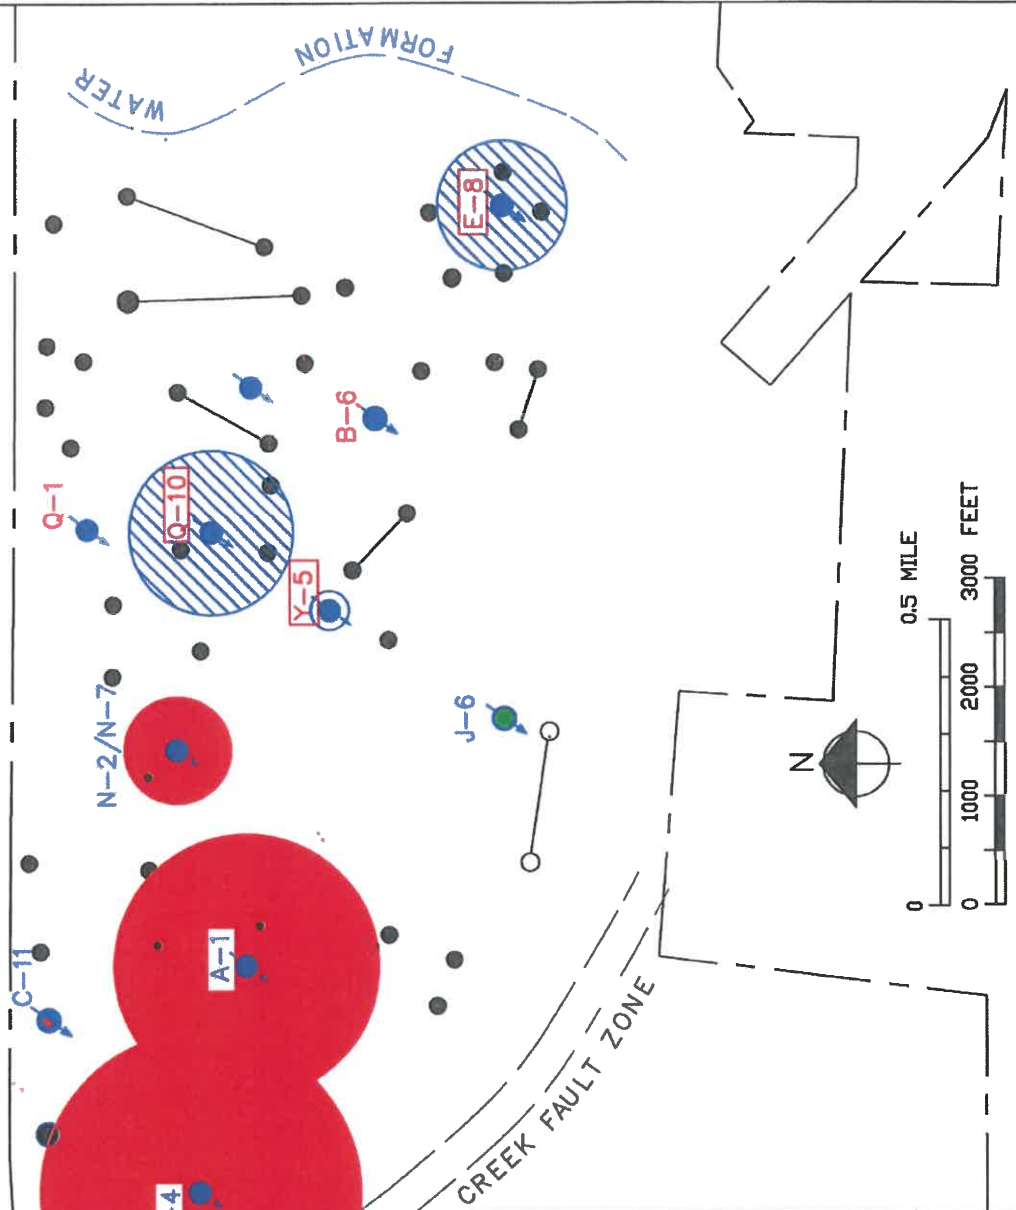 WATER FORMATION
E-8
B-6
Q-1
Q-10
Y-5
N-2/N-7
J-6
C-11
A-1
4
CREEK FAULT ZONE
N
0 0.5 MILE
0 1000 2000 3000 FEET